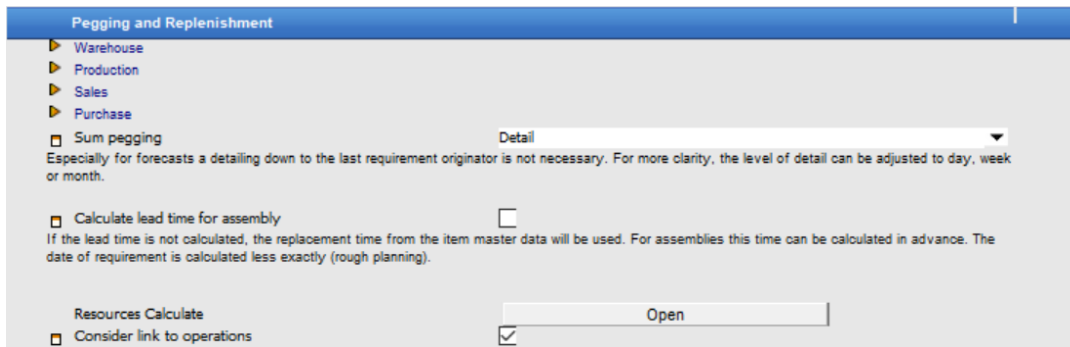 Pegging and Replenishment
Warehouse
Production
Sales
Purchase
Sum pegging Detail
Especially for forecasts a detailing down to the last requirement originator is not necessary. For more clarity, the level of detail can be adjusted to day, week
or month.
Calculate lead time for assembly
If the lead time is not calculated, the replacement time from the item master data will be used. For assemblies this time can be calculated in advance. The
date of requirement is calculated less exactly (rough planning).
Resources Calculate Open
Consider link to operations